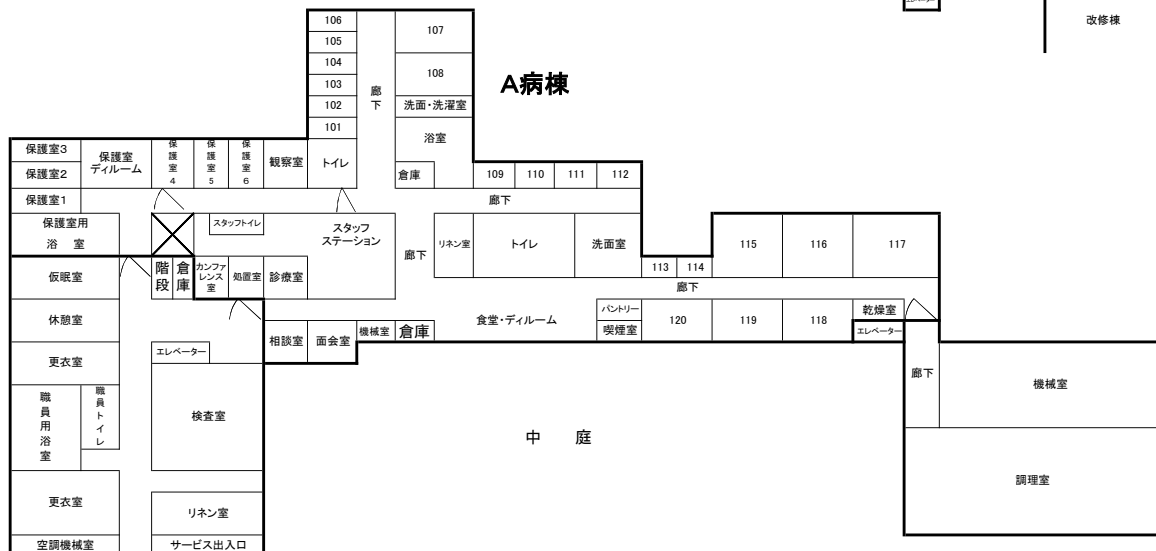 エレベーター
改修棟
A病棟
106
105
104
103
102
101
廊
下
107
108
洗面・洗濯室
浴室
倉庫
トイレ
保護室3
保護室2
保護室1
保護室
ディルーム
保
護
室
4
保
護
室
5
保
護
室
6
観察室
109
110
111
112
廊下
保護室用
浴 室
スタッフトイレ
スタッフ
ステーション
廊下
リネン室
トイレ
洗面室
113
114
115
116
117
廊下
仮眠室
階
段
倉
庫
カンファ
レンス
室
処置室
診療室
休憩室
相談室
面会室
機械室
倉庫
食堂・ディルーム
パントリー
喫煙室
120
119
118
乾燥室
エレベーター
更衣室
エレベーター
検査室
職
員
用
浴
室
職
員
ト
イ
レ
中 庭
廊下
機械室
調理室
更衣室
リネン室
空調機械室
サービス出入口